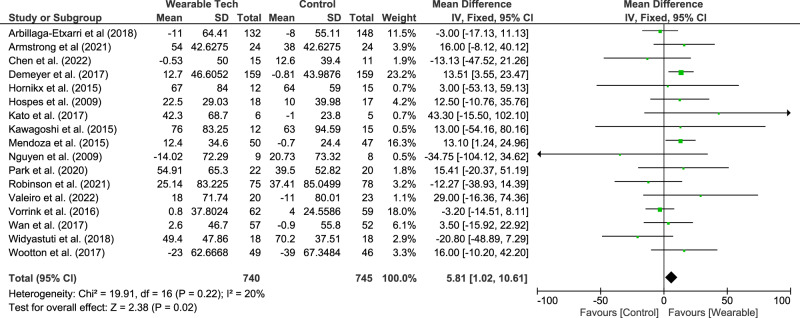 Wearable Tech Control Mean Difference Mean Difference
Study or Subgroup Mean SD Total Mean SD Total Weight IV, Fixed, 95% CI IV, Fixed, 95% CI
Arbillaga-Etxarri et al (2018) -11 64.41 132 -8 55.11 148 11.5% -3.00 [-17.13, 11.13]
Armstrong et al (2021) 54 42.6275 24 38 42.6275 24 3.9% 16.00 [-8.12, 40.12]
Chen et al (2022) -0.53 50 15 12.6 39.4 11 1.9% -13.13 [-47.52, 21.26]
Demeyer et al (2017) 12.7 46.6052 159 -0.81 43.9876 159 23.2% 13.51 [3.55, 23.47]
Hornikx et al (2015) 67 84 12 64 59 15 0.7% 3.00 [-53.13, 59.13]
Hospes et al (2009) 22.5 29.03 18 10 39.98 17 4.2% 12.50 [-10.76, 35.76]
Kato et al (2017) 42.3 68.7 6 -1 23.8 5 0.7% 43.30 [-15.50, 102.10]
Kawagoshi et al (2015) 76 83.25 12 63 94.59 15 0.5% 13.00 [-54.16, 80.16]
Mendoza et al (2015) 12.4 34.6 50 -0.7 24.4 47 16.3% 13.10 [1.24, 24.96]
Nguyen et al (2009) -14.02 72.29 9 20.73 73.32 8 0.5% -34.75 [-104.12, 34.62]
Park et al (2020) 54.91 65.3 22 39.5 52.82 20 1.8% 15.41 [-20.37, 51.19]
Robinson et al (2021) 25.14 83.225 75 37.41 85.0499 78 3.2% -12.27 [-38.93, 14.39]
Valeiro et al (2022) 18 71.74 20 -11 80.01 23 1.1% 29.00 [-16.36, 74.36]
Vorrink et al (2016) 0.8 37.8024 62 4 24.5586 59 18.0% -3.20 [-14.51, 8.11]
Wan et al (2017) 2.6 46.7 57 -0.9 55.8 52 6.1% 3.50 [-15.92, 22.92]
Widyastuti et al (2018) 49.4 47.86 18 70.2 37.51 18 2.9% -20.80 [-48.89, 7.29]
Wootton et al (2017) -23 62.6668 49 -39 67.3484 46 3.4% 16.00 [-10.20, 42.20]
Total (95% CI) 740 745 100.0% 5.81 [1.02, 10.61]
Heterogeneity: Chi² = 19.91, df = 16 (P = 0.22); I² = 20%
Test for overall effect: Z = 2.38 (P = 0.02)
-100 -50 0 50 100
Favours [Control] Favours [Wearable]